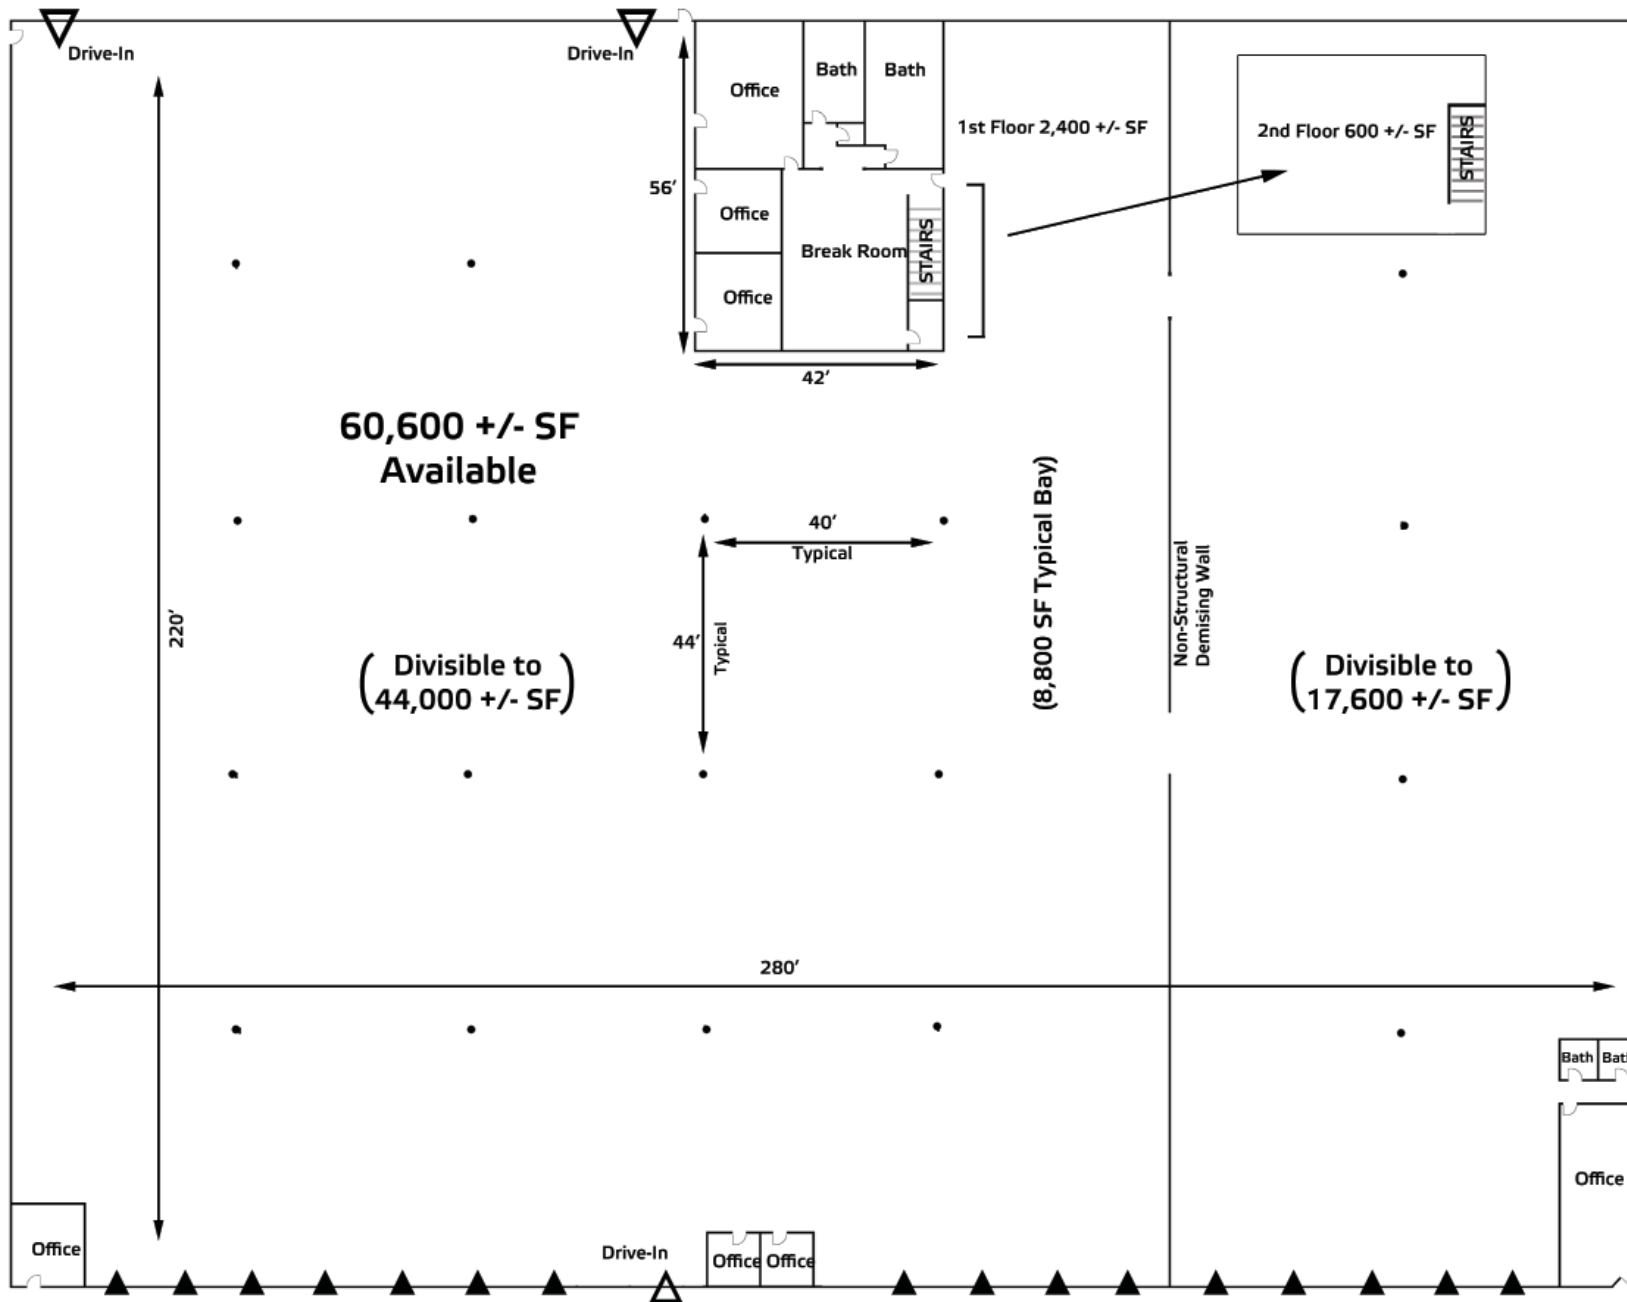 Drive-In
Drive-In
Office
Bath
Bath
1st Floor 2,400 +/- SF
2nd Floor 600 +/- SF
STAIRS
56’
Office
Break Room
STAIRS
Office
42’
60,600 +/- SF
Available
40’
Typical
(8,800 SF Typical Bay)
Non-Structural
Demising Wall
220’
44’
Typical
( Divisible to
44,000 +/- SF)
( Divisible to
17,600 +/- SF)
280’
Bath
Bat
Office
Office
Drive-In
Office
Office